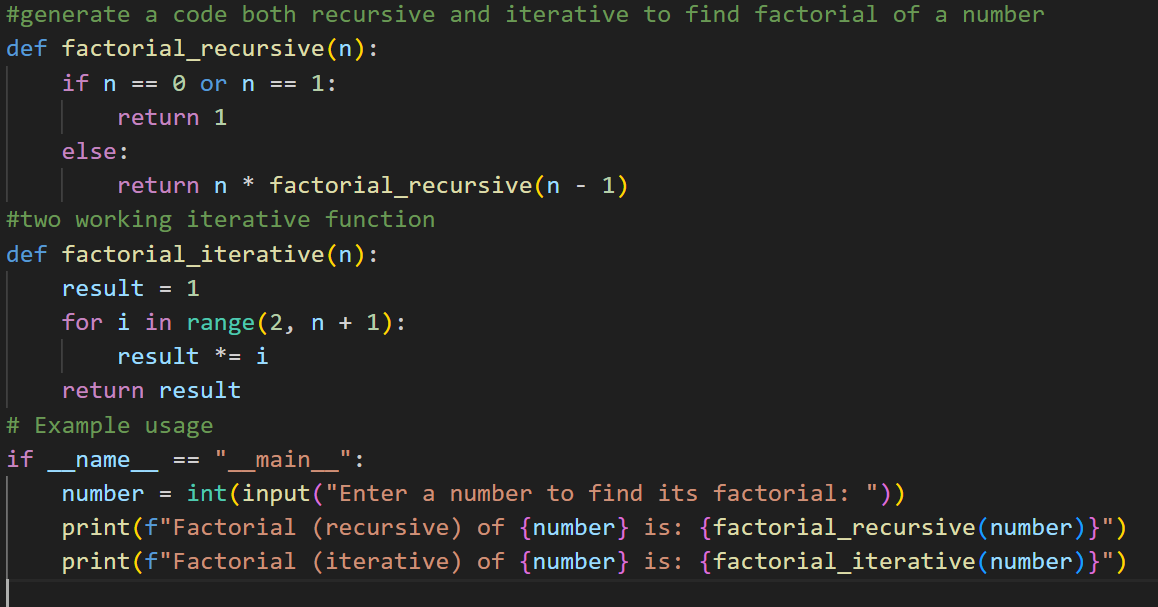 #generate a code both recursive and iterative to find factorial of a number
def factorial_recursive(n):
    if n == 0 or n == 1:
        return 1
    else:
        return n * factorial_recursive(n - 1)
#two working iterative function
def factorial_iterative(n):
    result = 1
    for i in range(2, n + 1):
        result *= i
    return result
# Example usage
if __name__ == "__main__":
    number = int(input("Enter a number to find its factorial: "))
    print(f"Factorial (recursive) of {number} is: {factorial_recursive(number)}")
    print(f"Factorial (iterative) of {number} is: {factorial_iterative(number)}")